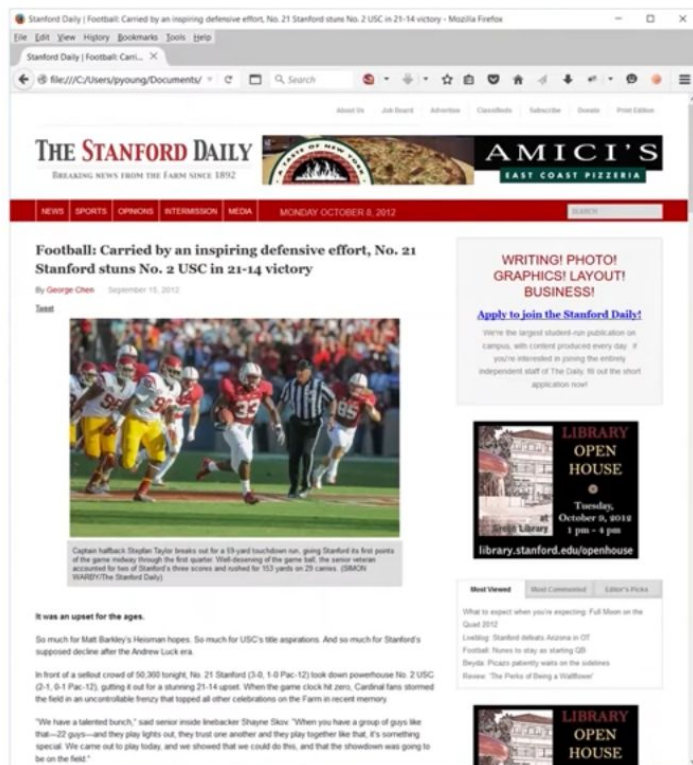 Stanford Daily | Football: Carried by an inspiring defensive effort, No. 21 Stanford stuns No. 2 USC in 21-14 victory - Mozilla Firefox
File Edit View History Bookmarks Tools Help
Stanford Daily | Football: Carri...
file:///C:/Users/pyoung/Documents/
Search
About Us Job Board Advertise Classifieds Subscribe Donate Print Edition
THE STANFORD DAILY
BREAKING NEWS FROM THE FARM SINCE 1892
A TASTE OF NEW YORK
AMICI'S
EAST COAST PIZZERIA
NEWS SPORTS OPINIONS INTERMISSION MEDIA MONDAY OCTOBER 8, 2012
SEARCH
Football: Carried by an inspiring defensive effort, No. 21
Stanford stuns No. 2 USC in 21-14 victory
By George Chen September 15, 2012
Tweet
33
85
Captain halfback Stepfan Taylor breaks out for a 59-yard touchdown run, giving Stanford its first points
of the game midway through the first quarter. Well-deserving of the game ball, the senior veteran
accounted for two of Stanford's three scores and rushed for 153 yards on 29 carries. (SIMON
WARBY/The Stanford Daily)
It was an upset for the ages.
So much for Matt Barkley's Heisman hopes. So much for USC's title aspirations. And so much for Stanford's
supposed decline after the Andrew Luck era.
In front of a sellout crowd of 50,360 tonight, No. 21 Stanford (3-0, 1-0 Pac-12) took down powerhouse No. 2 USC
(2-1, 0-1 Pac-12), gutting it out for a stunning 21-14 upset. When the game clock hit zero, Cardinal fans stormed
the field in an uncontrollable frenzy that topped all other celebrations on the Farm in recent memory.
"We have a talented bunch," said senior inside linebacker Shayne Skov. "When you have a group of guys like
that—22 guys—and they play lights out, they trust one another and they play together like that, it's something
special. We came out to play today, and we showed that we could do this, and that the showdown was going to
be on the field."
WRITING! PHOTO!
GRAPHICS! LAYOUT!
BUSINESS!
Apply to join the Stanford Daily!
We're the largest student-run publication on
campus, with content produced every day. If
you're interested in joining the entirely
independent staff of The Daily, fill out the short
application now!
LIBRARY
OPEN
HOUSE
at
Green Library
Tuesday,
October 9, 2012
1 pm - 4 pm
library.stanford.edu/openhouse
Most Viewed Most Commented Editor's Picks
What to expect when you're expecting: Full Moon on the
Quad 2012
Liveblog: Stanford defeats Arizona in OT
Football: Nunes to stay as starting QB
Beyda: Picazo patiently waits on the sidelines
Review: 'The Perks of Being a Wallflower'
LIBRARY
OPEN
HOUSE